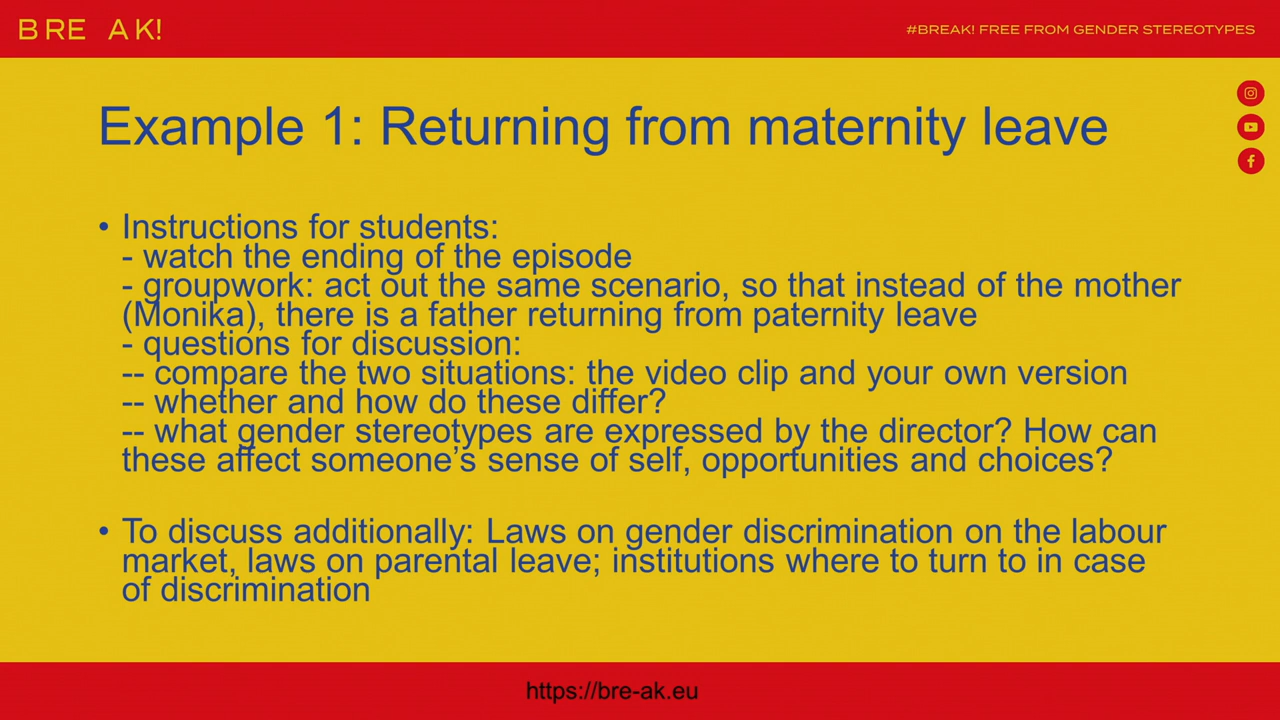 BRE AK!
#BREAK! FREE FROM GENDER STEREOTYPES
Example 1: Returning from maternity leave
• Instructions for students:
- watch the ending of the episode
- groupwork: act out the same scenario, so that instead of the mother
(Monika), there is a father returning from paternity leave
- questions for discussion:
-- compare the two situations: the video clip and your own version
-- whether and how do these differ?
-- what gender stereotypes are expressed by the director? How can
these affect someone’s sense of self, opportunities and choices?
• To discuss additionally: Laws on gender discrimination on the labour
market, laws on parental leave; institutions where to turn to in case
of discrimination
https://bre-ak.eu